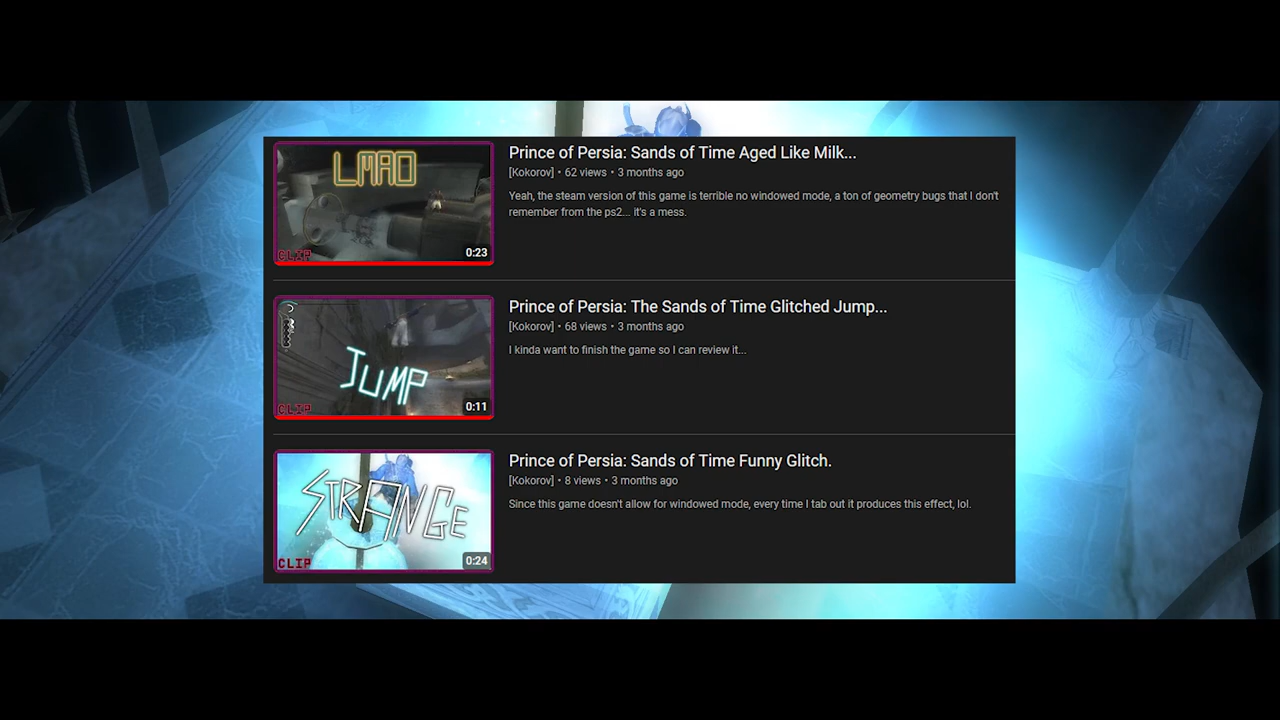 LMAO
CLIP
0:23
Prince of Persia: Sands of Time Aged Like Milk...
[Kokorov] • 62 views • 3 months ago
Yeah, the steam version of this game is terrible no windowed mode, a ton of geometry bugs that I don't
remember from the ps2... it's a mess.
JUMP
CLIP
0:11
Prince of Persia: The Sands of Time Glitched Jump...
[Kokorov] • 68 views • 3 months ago
I kinda want to finish the game so I can review it...
STRANGE
CLIP
0:24
Prince of Persia: Sands of Time Funny Glitch.
[Kokorov] • 8 views • 3 months ago
Since this game doesn't allow for windowed mode, every time I tab out it produces this effect, lol.